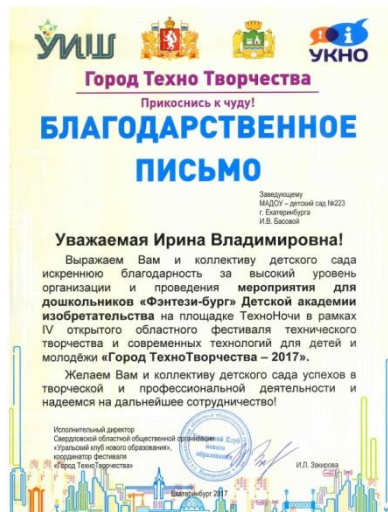 УИШ
УКНО
Город Техно Творчества
Прикоснись к чуду!
БЛАГОДАРСТВЕННОЕ
ПИСЬМО
Заведующему
МАДОУ – детский сад №223
г. Екатеринбурга
И.В. Басовой
Уважаемая Ирина Владимировна!
Выражаем Вам и коллективу детского сада
искреннюю благодарность за высокий уровень
организации и проведения мероприятия для
дошкольников «Фэнтези-бург» Детской академии
изобретательства на площадке ТехноНочи в рамках
IV открытого областного фестиваля технического
творчества и современных технологий для детей и
молодёжи «Город ТехноТворчества – 2017».
Желаем Вам и коллективу детского сада успехов в
творческой и профессиональной деятельности и
надеемся на дальнейшее сотрудничество!
Исполнительный директор
Свердловской областной общественной организации
«Уральский клуб нового образования»,
координатор фестиваля
«Город ТехноТворчества»
Клуб
нового
образования
И.Л. Захирова
Екатеринбург 2017